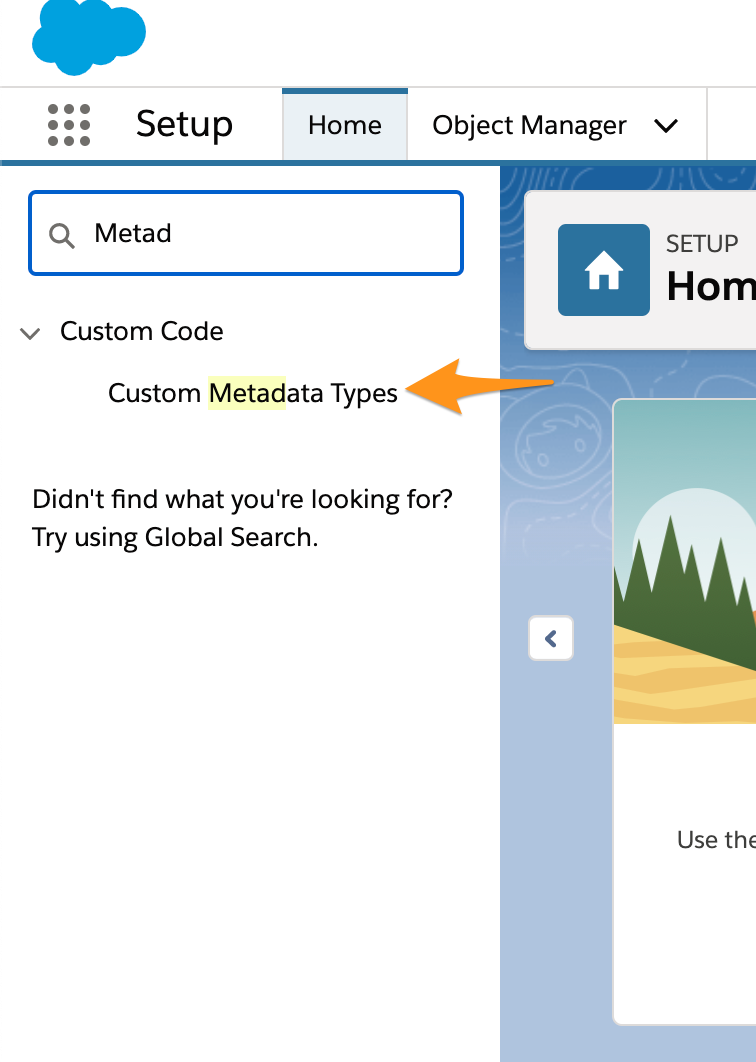 Setup
Home
Object Manager
Metad
Custom Code
Custom Metadata Types
Didn't find what you're looking for?
Try using Global Search.
SETUP
Hom
Use the